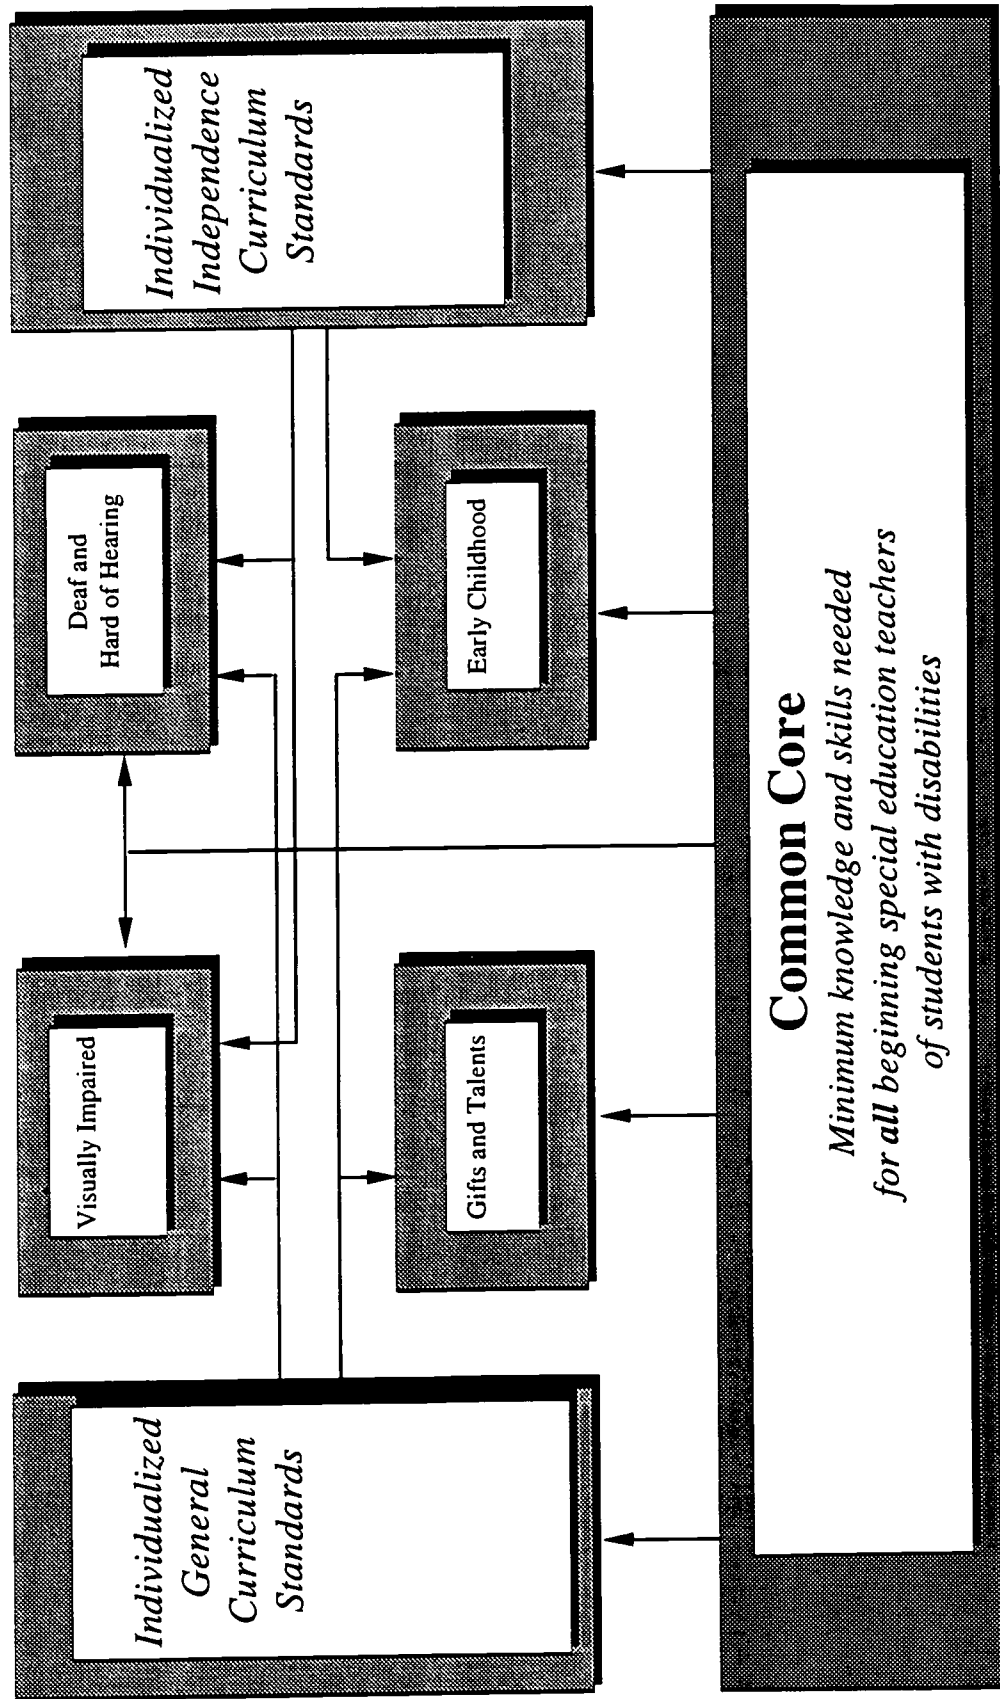 Individualized
General
Curriculum
Standards
Visually Impaired
Deaf and
Hard of Hearing
Individualized
Independence
Curriculum
Standards
Gifts and Talents
Early Childhood
Common Core
Minimum knowledge and skills needed
for all beginning special education teachers
of students with disabilities